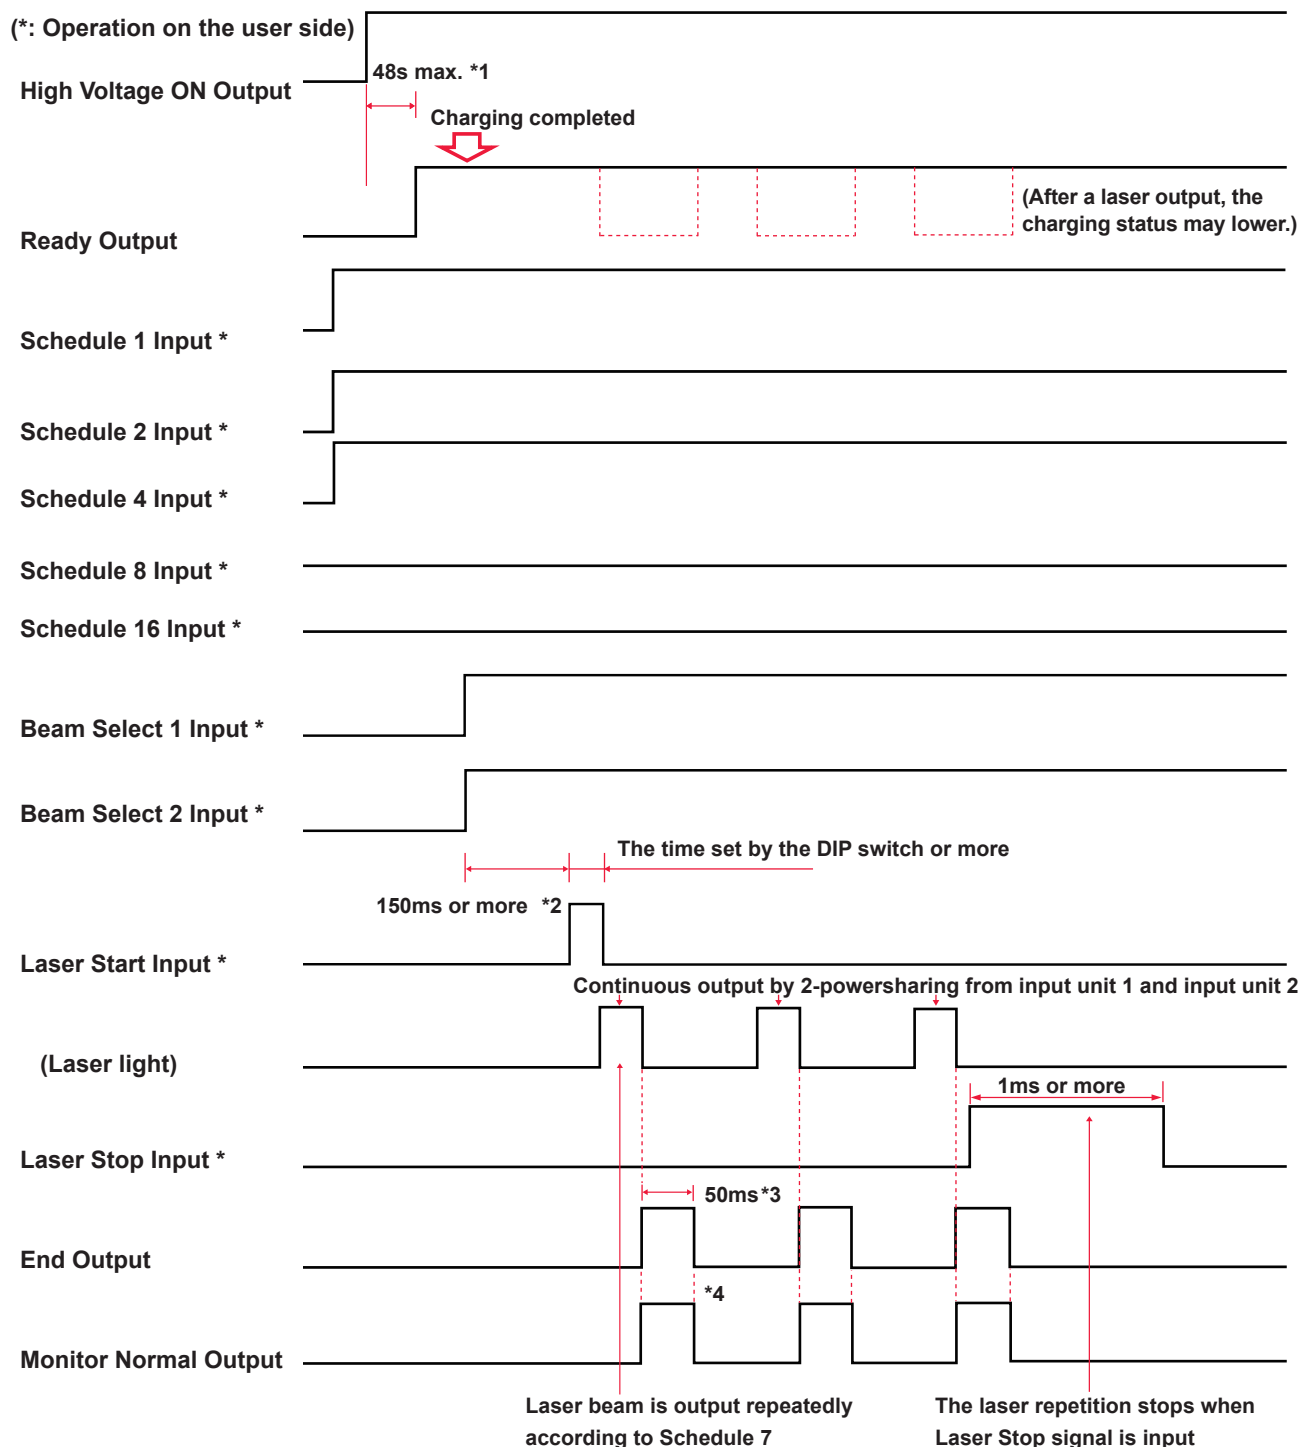 (*: Operation on the user side)
48s max. *1
High Voltage ON Output
Charging completed
(After a laser output, the
charging status may lower.)
Ready Output
Schedule 1 Input *
Schedule 2 Input *
Schedule 4 Input *
Schedule 8 Input *
Schedule 16 Input *
Beam Select 1 Input *
Beam Select 2 Input *
The time set by the DIP switch or more
150ms or more *2
Laser Start Input *
Continuous output by 2-powersharing from input unit 1 and input unit 2
(Laser light)
1ms or more
Laser Stop Input *
50ms*3
End Output
*4
Monitor Normal Output
Laser beam is output repeatedly
according to Schedule 7
The laser repetition stops when
Laser Stop signal is input